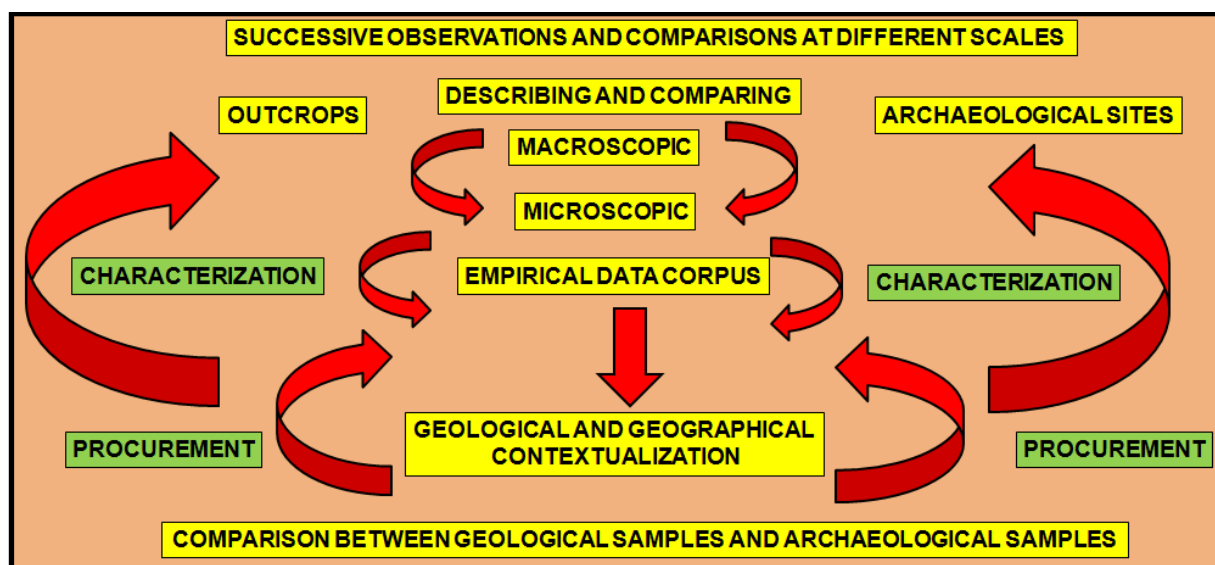 SUCCESSIVE OBSERVATIONS AND COMPARISONS AT DIFFERENT SCALES
DESCRIBING AND COMPARING
OUTCROPS
ARCHAEOLOGICAL SITES
MACROSCOPIC
MICROSCOPIC
CHARACTERIZATION
EMPIRICAL DATA CORPUS
CHARACTERIZATION
PROCUREMENT
GEOLOGICAL AND GEOGRAPHICAL
CONTEXTUALIZATION
PROCUREMENT
COMPARISON BETWEEN GEOLOGICAL SAMPLES AND ARCHAEOLOGICAL SAMPLES